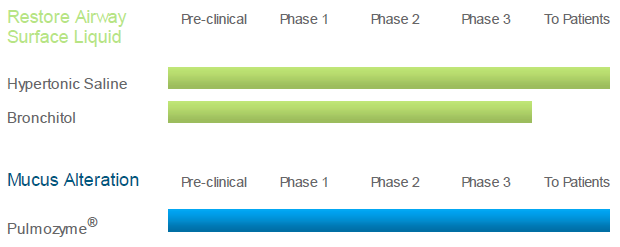 Restore Airway
Surface Liquid
Pre-clinical Phase 1 Phase 2 Phase 3 To Patients
Hypertonic Saline
Bronchitol
Mucus Alteration Pre-clinical Phase 1 Phase 2 Phase 3 To Patients
Pulmozyme®